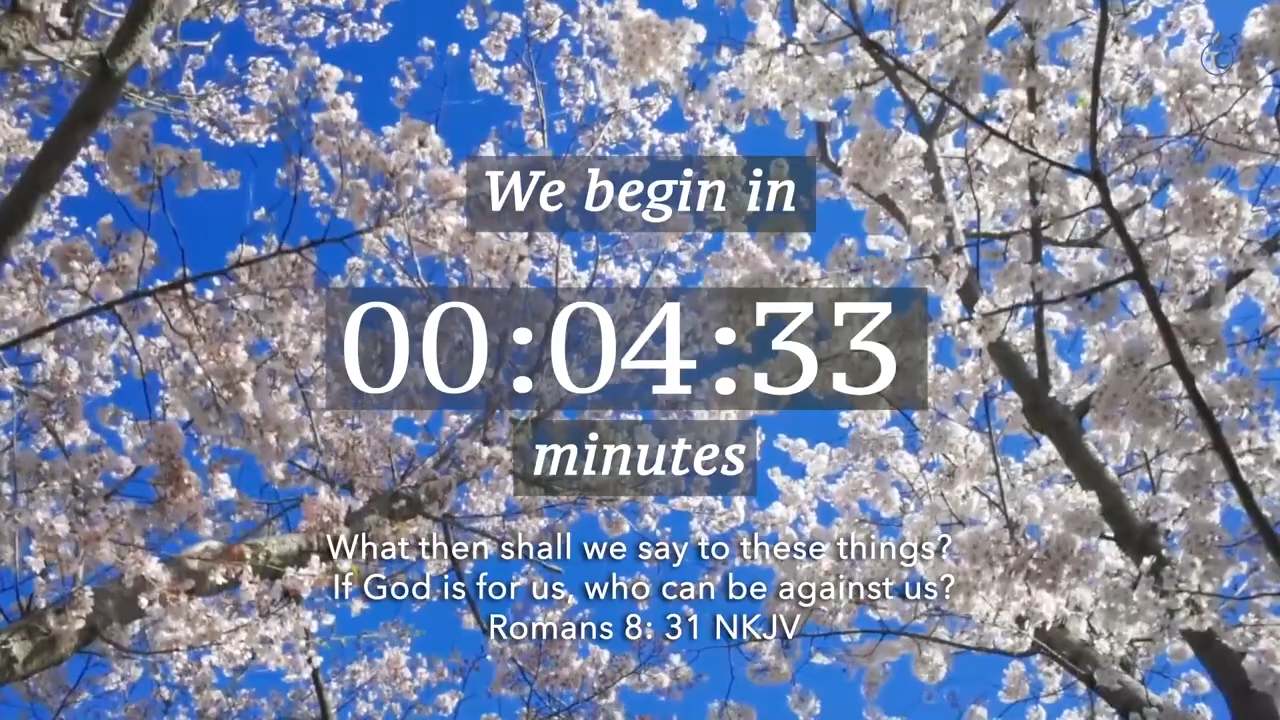 We begin in
00:04:33
minutes
What then shall we say to these things?
If God is for us, who can be against us?
Romans 8: 31 NKJV